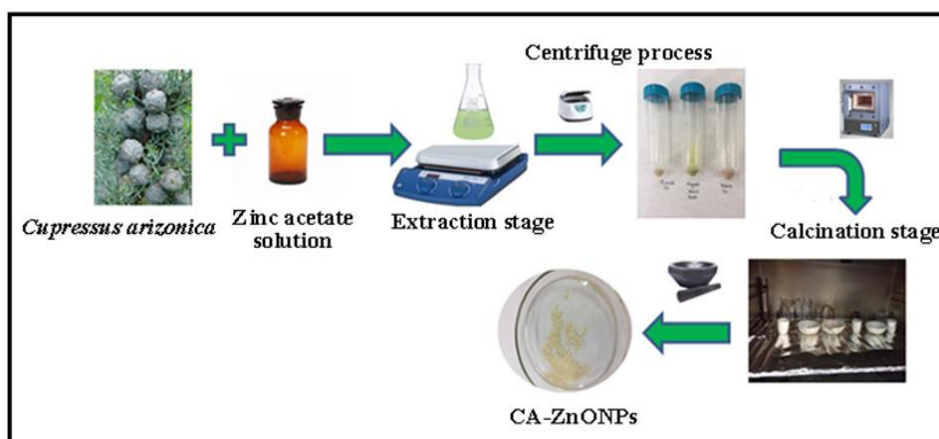 Centrifuge process
Cupressus arizonica
Zinc acetate
solution
Extraction stage
Calcination stage
CA-ZnONPs